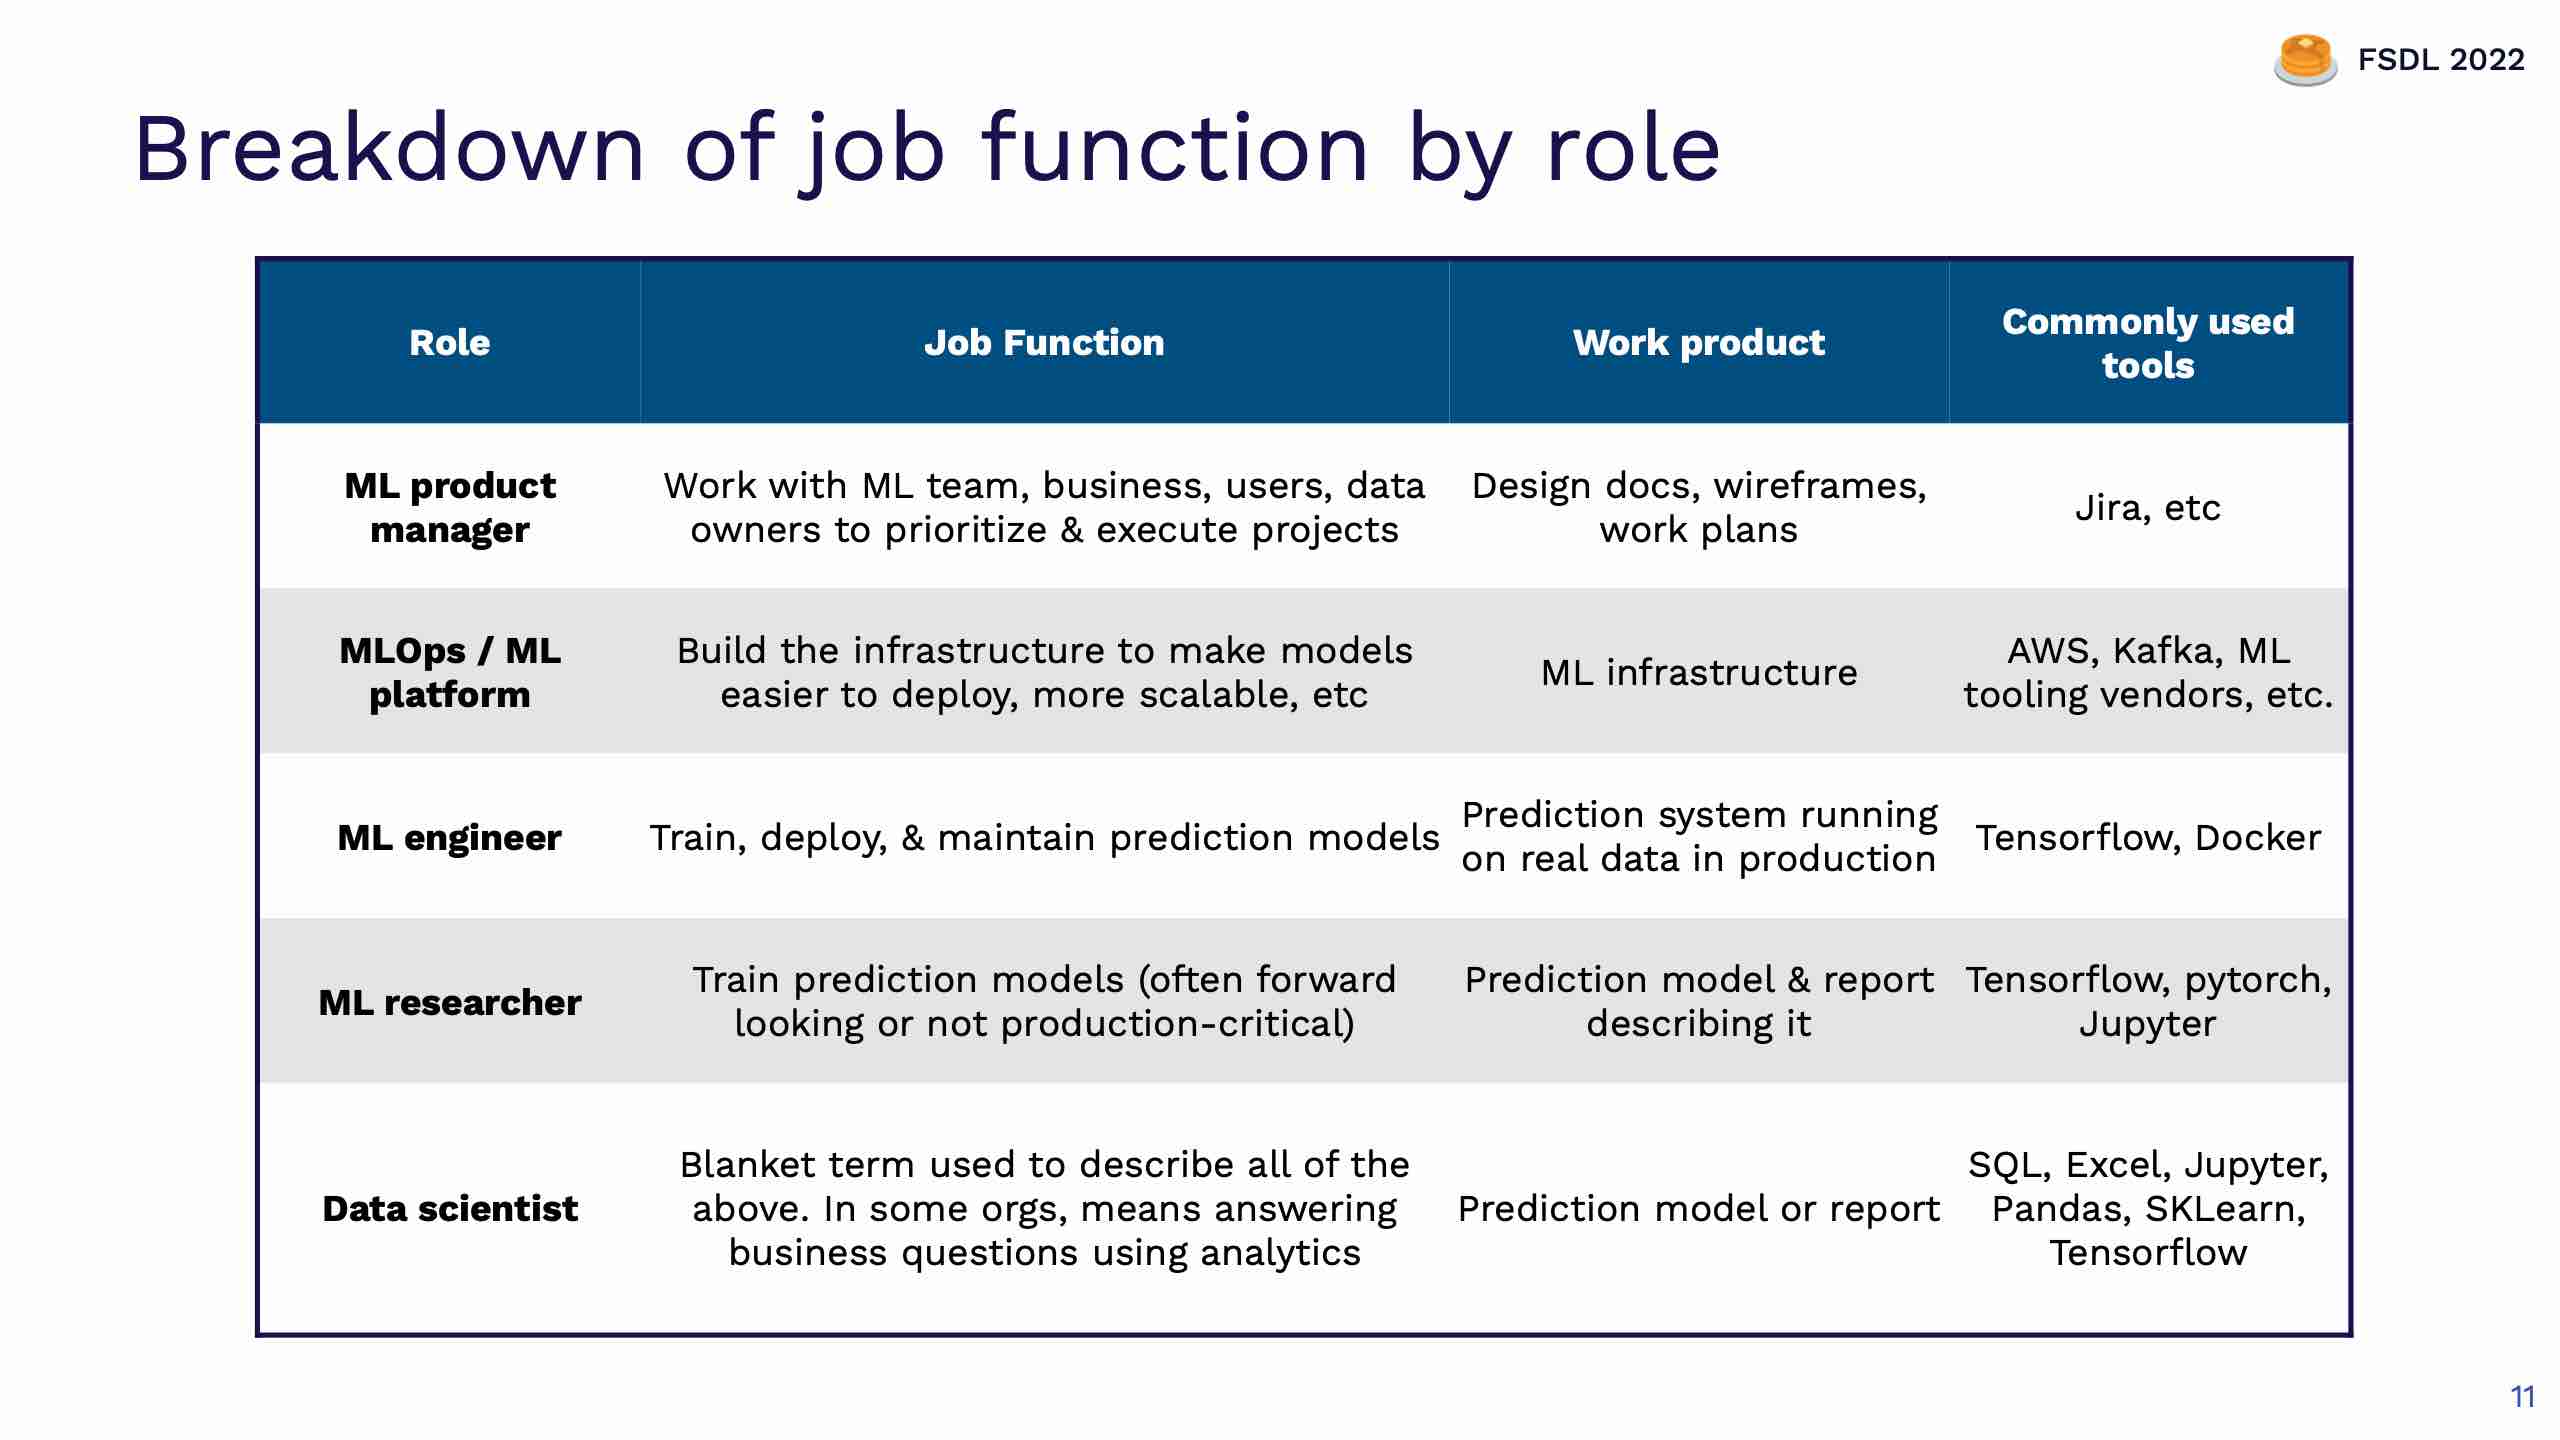 FSDL 2022
Breakdown of job function by role
Role
Job Function
Work product
Commonly used
tools
ML product
manager
Work with ML team, business, users, data
owners to prioritize & execute projects
Design docs, wireframes,
work plans
Jira, etc
MLOps / ML
platform
Build the infrastructure to make models
easier to deploy, more scalable, etc
ML infrastructure
AWS, Kafka, ML
tooling vendors, etc.
ML engineer
Train, deploy, & maintain prediction models
Prediction system running
on real data in production
Tensorflow, Docker
ML researcher
Train prediction models (often forward
looking or not production-critical)
Prediction model & report
describing it
Tensorflow, pytorch,
Jupyter
Data scientist
Blanket term used to describe all of the
above. In some orgs, means answering
business questions using analytics
Prediction model or report
SQL, Excel, Jupyter,
Pandas, SKLearn,
Tensorflow
11